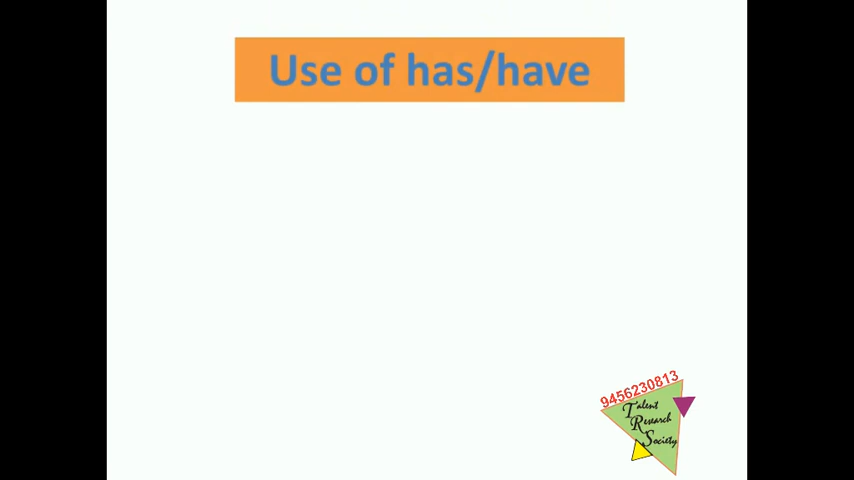 Use of has/have
9456230813
Talent
Research
Society